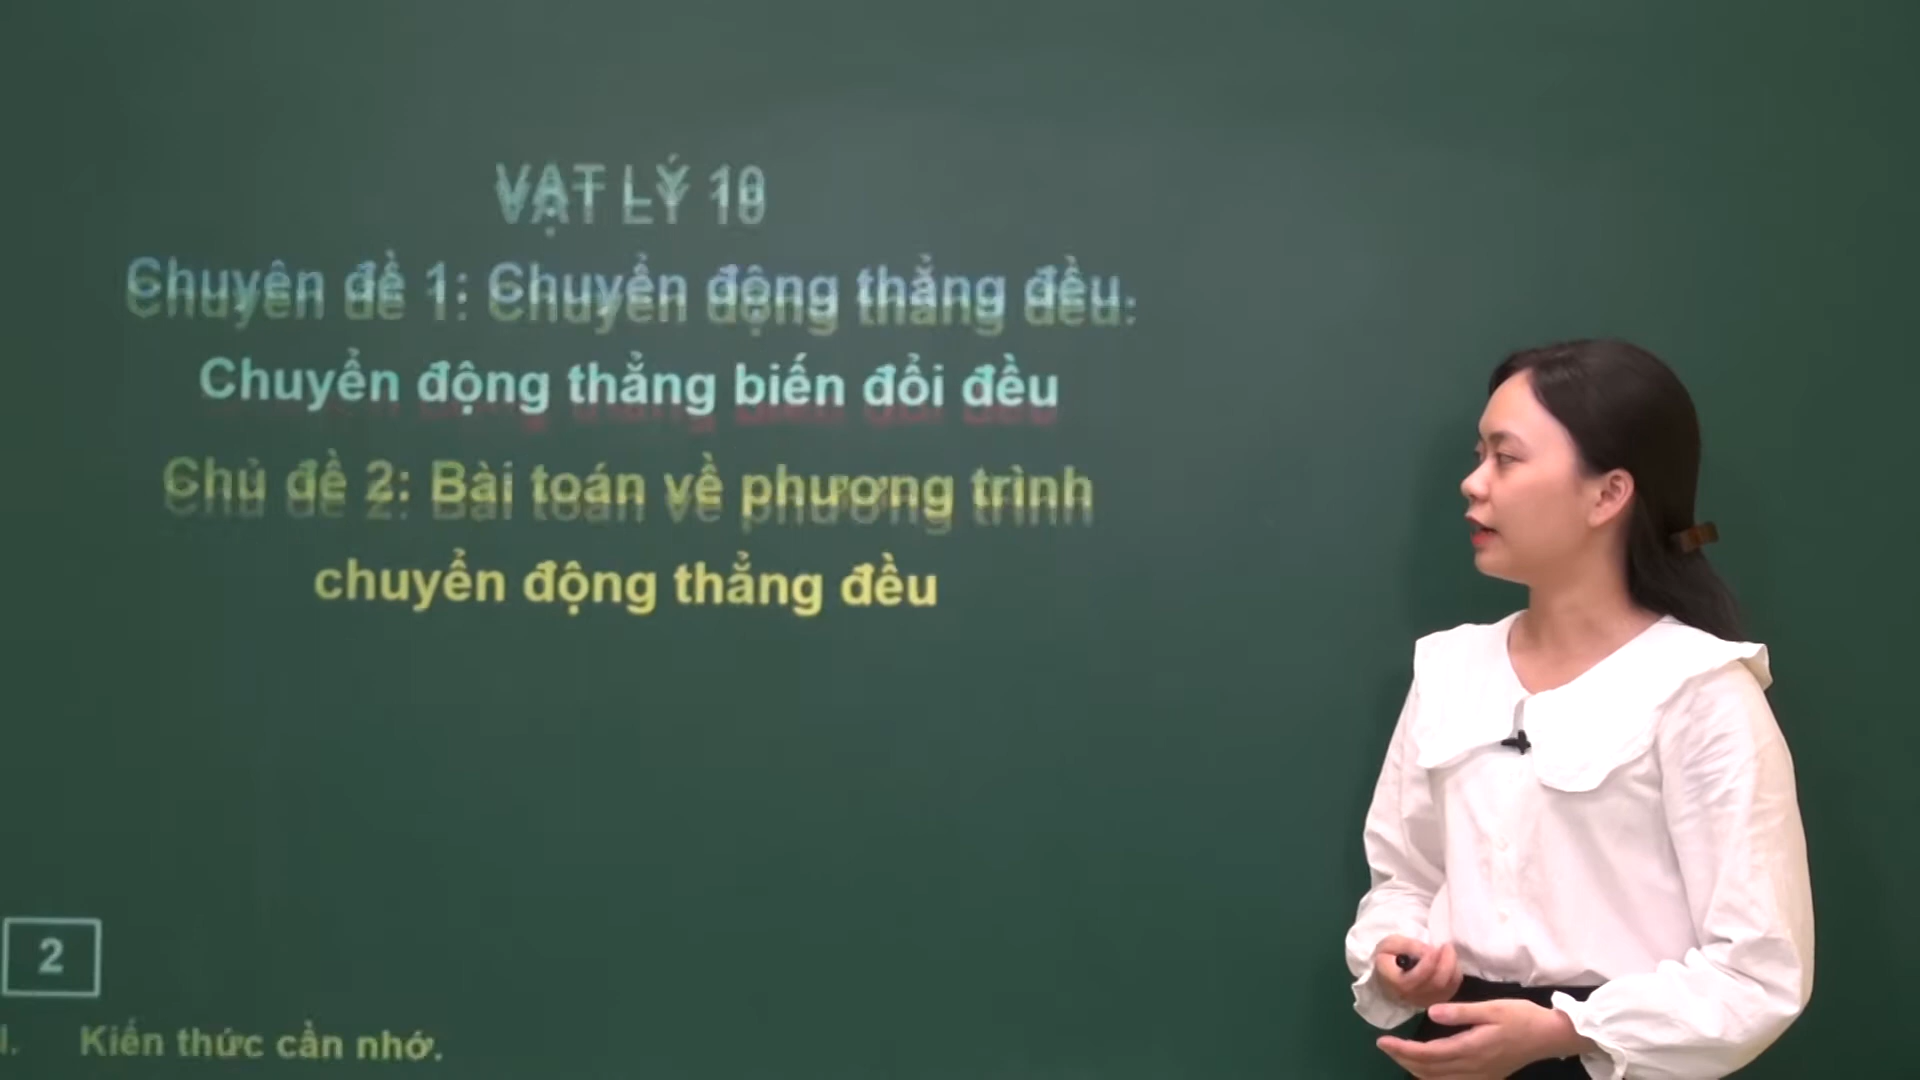 VẬT LÝ 10
Chuyên đề 1: Chuyển động thẳng đều.
Chuyển động thẳng biến đổi đều
Chủ đề 2: Bài toán về phương trình
chuyển động thẳng đều
2
I. Kiến thức cần nhớ.